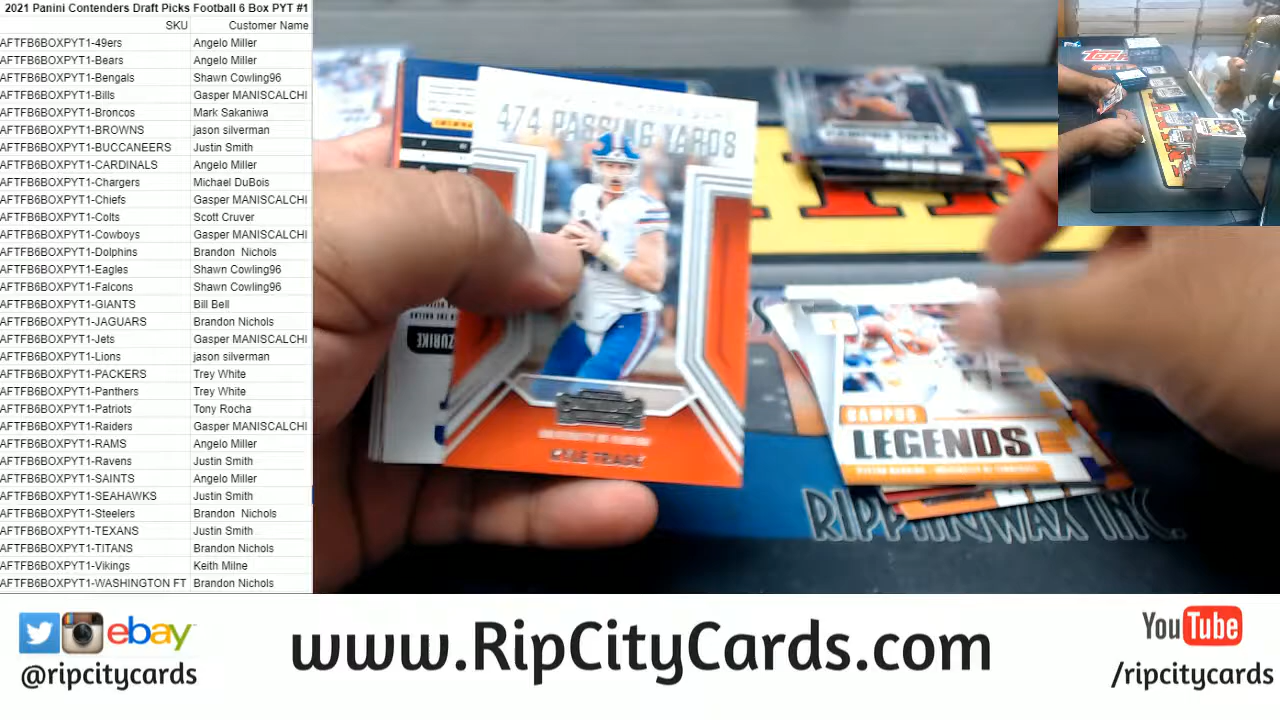 2021 Panini Contenders Draft Picks Football 6 Box PYT #1
SKU Customer Name
AFTFB6BOXPYT1-49ers Angelo Miller
AFTFB6BOXPYT1-Bears Angelo Miller
AFTFB6BOXPYT1-Bengals Shawn Cowling96
AFTFB6BOXPYT1-Bills Gasper MANISCALCHI
AFTFB6BOXPYT1-Broncos Mark Sakaniwa
AFTFB6BOXPYT1-BROWNS jason silverman
AFTFB6BOXPYT1-BUCCANEERS Justin Smith
AFTFB6BOXPYT1-CARDINALS Angelo Miller
AFTFB6BOXPYT1-Chargers Michael DuBois
AFTFB6BOXPYT1-Chiefs Gasper MANISCALCHI
AFTFB6BOXPYT1-Colts Scott Cruver
AFTFB6BOXPYT1-Cowboys Gasper MANISCALCHI
AFTFB6BOXPYT1-Dolphins Brandon Nichols
AFTFB6BOXPYT1-Eagles Shawn Cowling96
AFTFB6BOXPYT1-Falcons Shawn Cowling96
AFTFB6BOXPYT1-GIANTS Bill Bell
AFTFB6BOXPYT1-JAGUARS Brandon Nichols
AFTFB6BOXPYT1-Jets Gasper MANISCALCHI
AFTFB6BOXPYT1-Lions jason silverman
AFTFB6BOXPYT1-PACKERS Trey White
AFTFB6BOXPYT1-Panthers Trey White
AFTFB6BOXPYT1-Patriots Tony Rocha
AFTFB6BOXPYT1-Raiders Gasper MANISCALCHI
AFTFB6BOXPYT1-RAMS Angelo Miller
AFTFB6BOXPYT1-Ravens Justin Smith
AFTFB6BOXPYT1-SAINTS Angelo Miller
AFTFB6BOXPYT1-SEAHAWKS Justin Smith
AFTFB6BOXPYT1-Steelers Brandon Nichols
AFTFB6BOXPYT1-TEXANS Justin Smith
AFTFB6BOXPYT1-TITANS Brandon Nichols
AFTFB6BOXPYT1-Vikings Keith Milne
AFTFB6BOXPYT1-WASHINGTON FT Brandon Nichols
474 PASSING YARDS
KYLE TRASK
CAMPUS
LEGENDS
PEYTON MANNING - UNIVERSITY OF TENNESSEE
RIPPINWAX INC.
Topps
ebay
@ripcitycards
www.RipCityCards.com
YouTube
/ripcitycards